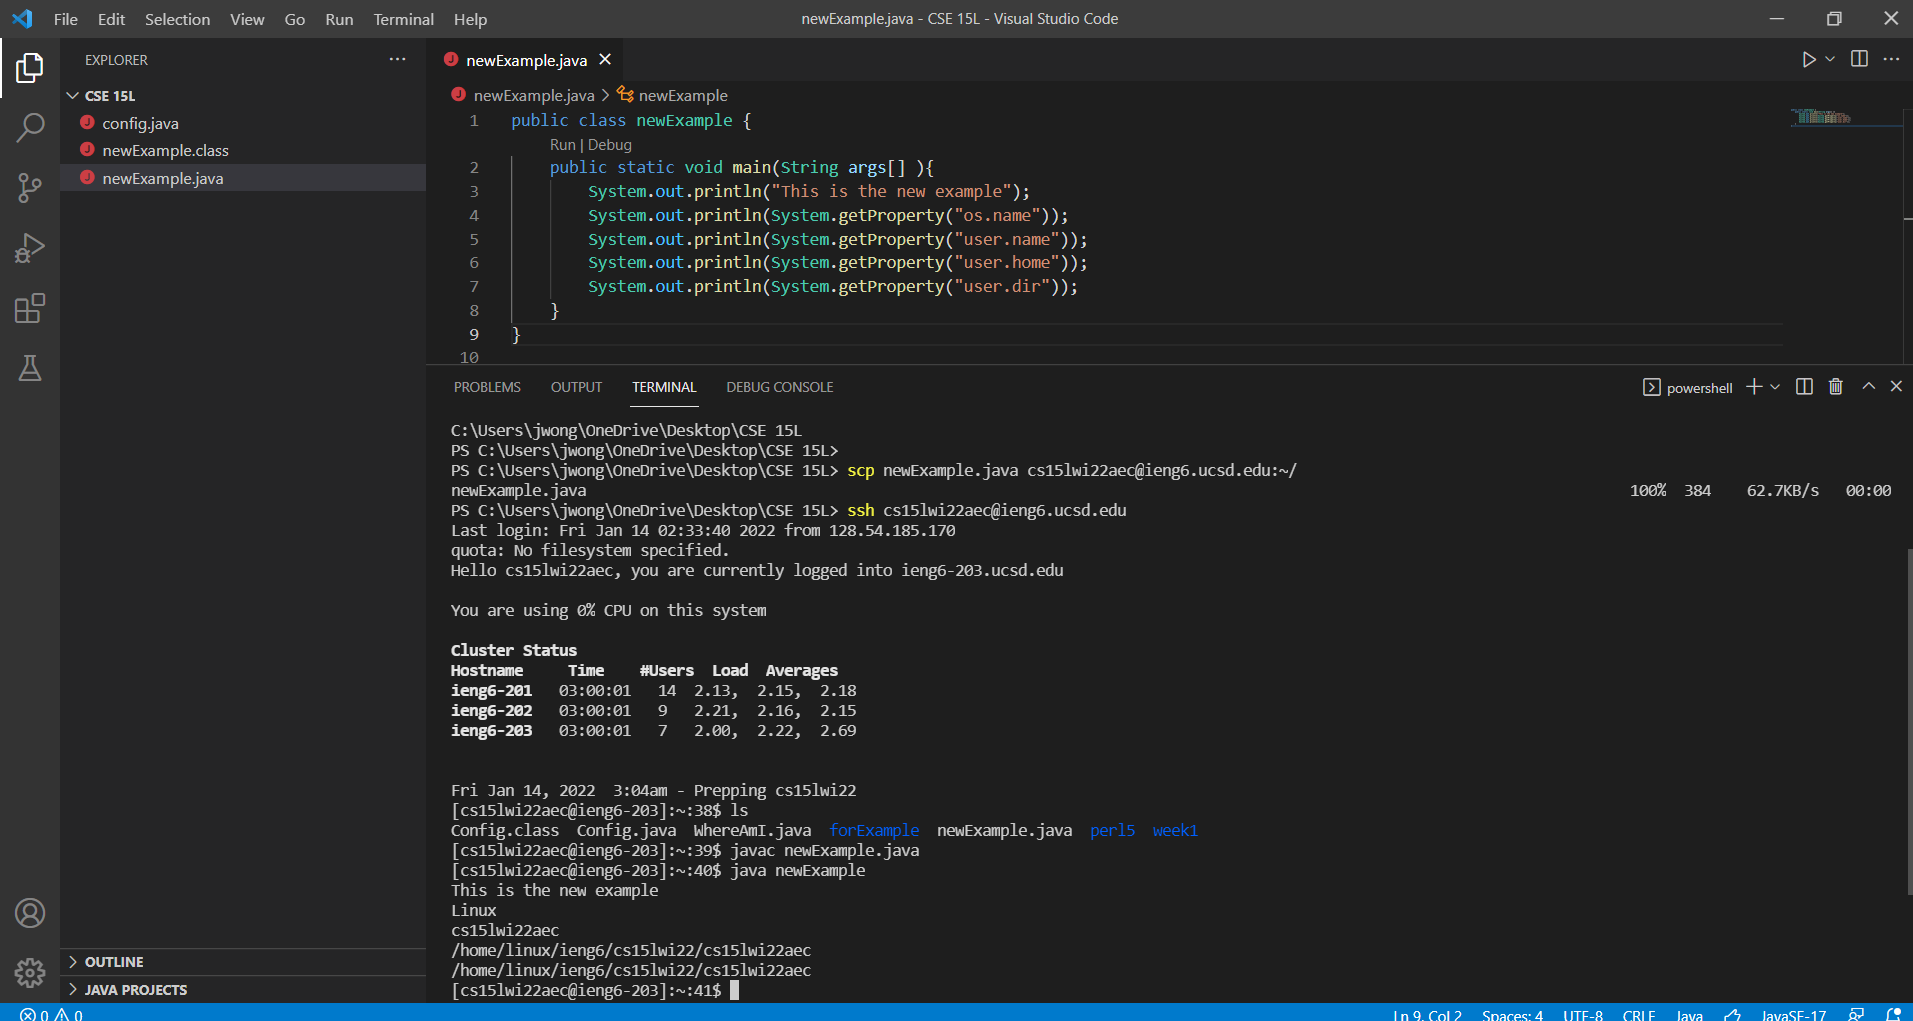 File Edit Selection View Go Run Terminal Help
newExample.java - CSE 15L - Visual Studio Code
EXPLORER
CSE 15L
config.java
newExample.class
newExample.java
OUTLINE
JAVA PROJECTS
newExample.java
newExample.java > newExample
1 public class newExample {
Run | Debug
2 public static void main(String args[] ){
3 System.out.println("This is the new example");
4 System.out.println(System.getProperty("os.name"));
5 System.out.println(System.getProperty("user.name"));
6 System.out.println(System.getProperty("user.home"));
7 System.out.println(System.getProperty("user.dir"));
8 }
9 }
10
PROBLEMS OUTPUT TERMINAL DEBUG CONSOLE
powershell
C:\Users\jwong\OneDrive\Desktop\CSE 15L
PS C:\Users\jwong\OneDrive\Desktop\CSE 15L>
PS C:\Users\jwong\OneDrive\Desktop\CSE 15L> scp newExample.java cs15lwi22aec@ieng6.ucsd.edu:~/
newExample.java 100% 384 62.7KB/s 00:00
PS C:\Users\jwong\OneDrive\Desktop\CSE 15L> ssh cs15lwi22aec@ieng6.ucsd.edu
Last login: Fri Jan 14 02:33:40 2022 from 128.54.185.170
quota: No filesystem specified.
Hello cs15lwi22aec, you are currently logged into ieng6-203.ucsd.edu
You are using 0% CPU on this system
Cluster Status
Hostname Time #Users Load Averages
ieng6-201 03:00:01 14 2.13, 2.15, 2.18
ieng6-202 03:00:01 9 2.21, 2.16, 2.15
ieng6-203 03:00:01 7 2.00, 2.22, 2.69
Fri Jan 14, 2022 3:04am - Prepping cs15lwi22
[cs15lwi22aec@ieng6-203]:~:38$ ls
Config.class Config.java WhereAmI.java forExample newExample.java perl5 week1
[cs15lwi22aec@ieng6-203]:~:39$ javac newExample.java
[cs15lwi22aec@ieng6-203]:~:40$ java newExample
This is the new example
Linux
cs15lwi22aec
/home/linux/ieng6/cs15lwi22/cs15lwi22aec
/home/linux/ieng6/cs15lwi22/cs15lwi22aec
[cs15lwi22aec@ieng6-203]:~:41$
0 0
Ln 9, Col 2 Spaces: 4 UTF-8 CRLF Java JavaSE-17